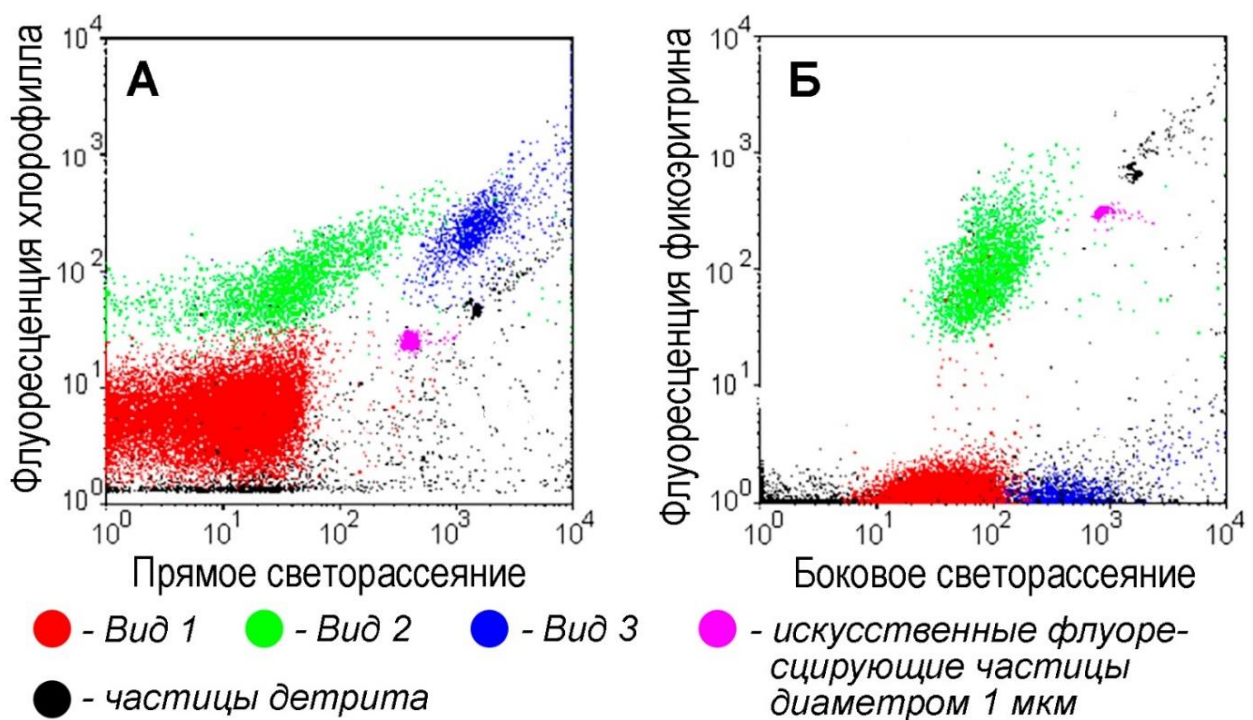 А
Флуоресценция хлорофилла
10⁴
10³
10²
10¹
10⁰
10⁰ 10¹ 10² 10³ 10⁴
Прямое светорассеяние
Б
Флуоресценция фикоэритрина
10⁴
10³
10²
10¹
10⁰
10⁰ 10¹ 10² 10³ 10⁴
Боковое светорассеяние
- Вид 1
- Вид 2
- Вид 3
- искусственные флуоре-
сцирующие частицы
диаметром 1 мкм
- частицы детрита